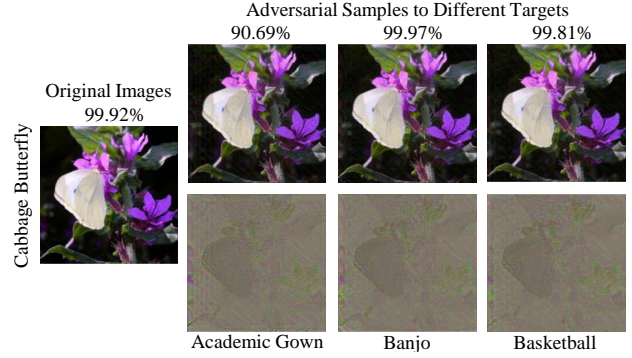 Adversarial Samples to Different Targets
90.69% 99.97% 99.81%
Original Images
99.92%
Cabbage Butterfly
Academic Gown Banjo Basketball